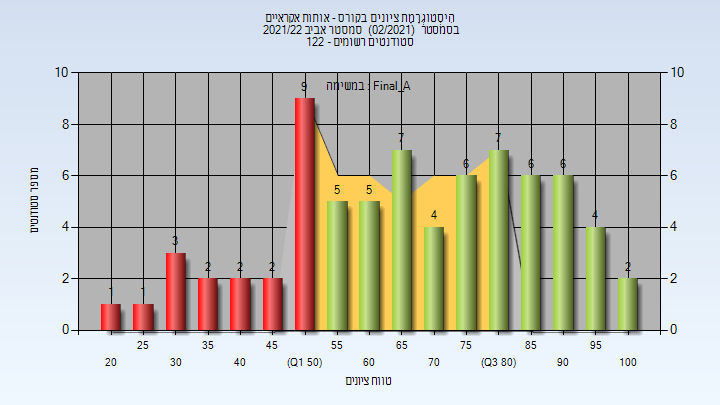 היסטוגרמת ציונים בקורס - אותות אקראיים
בסמסטר (02/2021) סמסטר אביב 2021/22
סטודנטים רשומים - 122
במשימה : Final_A
10 10
8 8
6 6
4 4
2 2
0 0
מספר סטודנטים
1 1 3 2 2 2 9 5 5 7 4 6 7 6 6 4 2
25 35 45 55 65 75 85 95
20 30 40 (Q1 50) 60 70 (Q3 80) 90 100
טווח ציונים